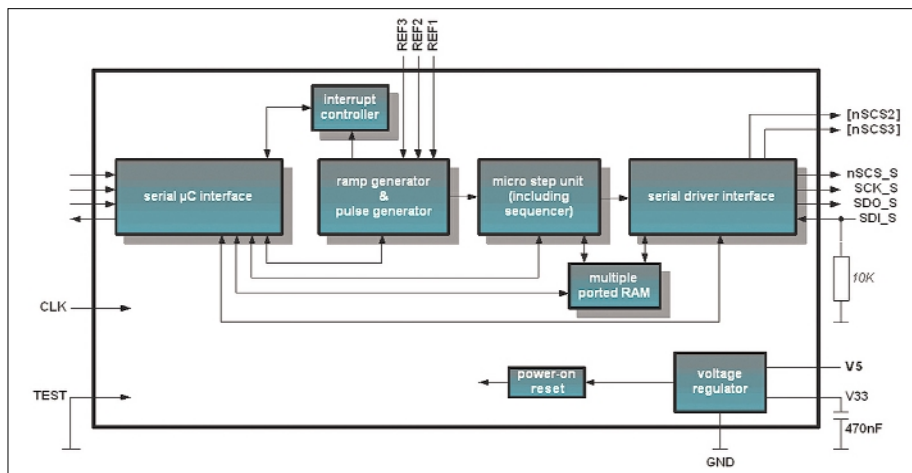 REF3
REF2
REF1
interrupt
controller
[nSCS2]
[nSCS3]
serial µC interface
ramp generator
&
pulse generator
micro step unit
(including
sequencer)
serial driver interface
nSCS_S
SCK_S
SDO_S
SDI_S
multiple
ported RAM
10K
CLK
power-on
reset
voltage
regulator
V5
V33
TEST
470nF
GND